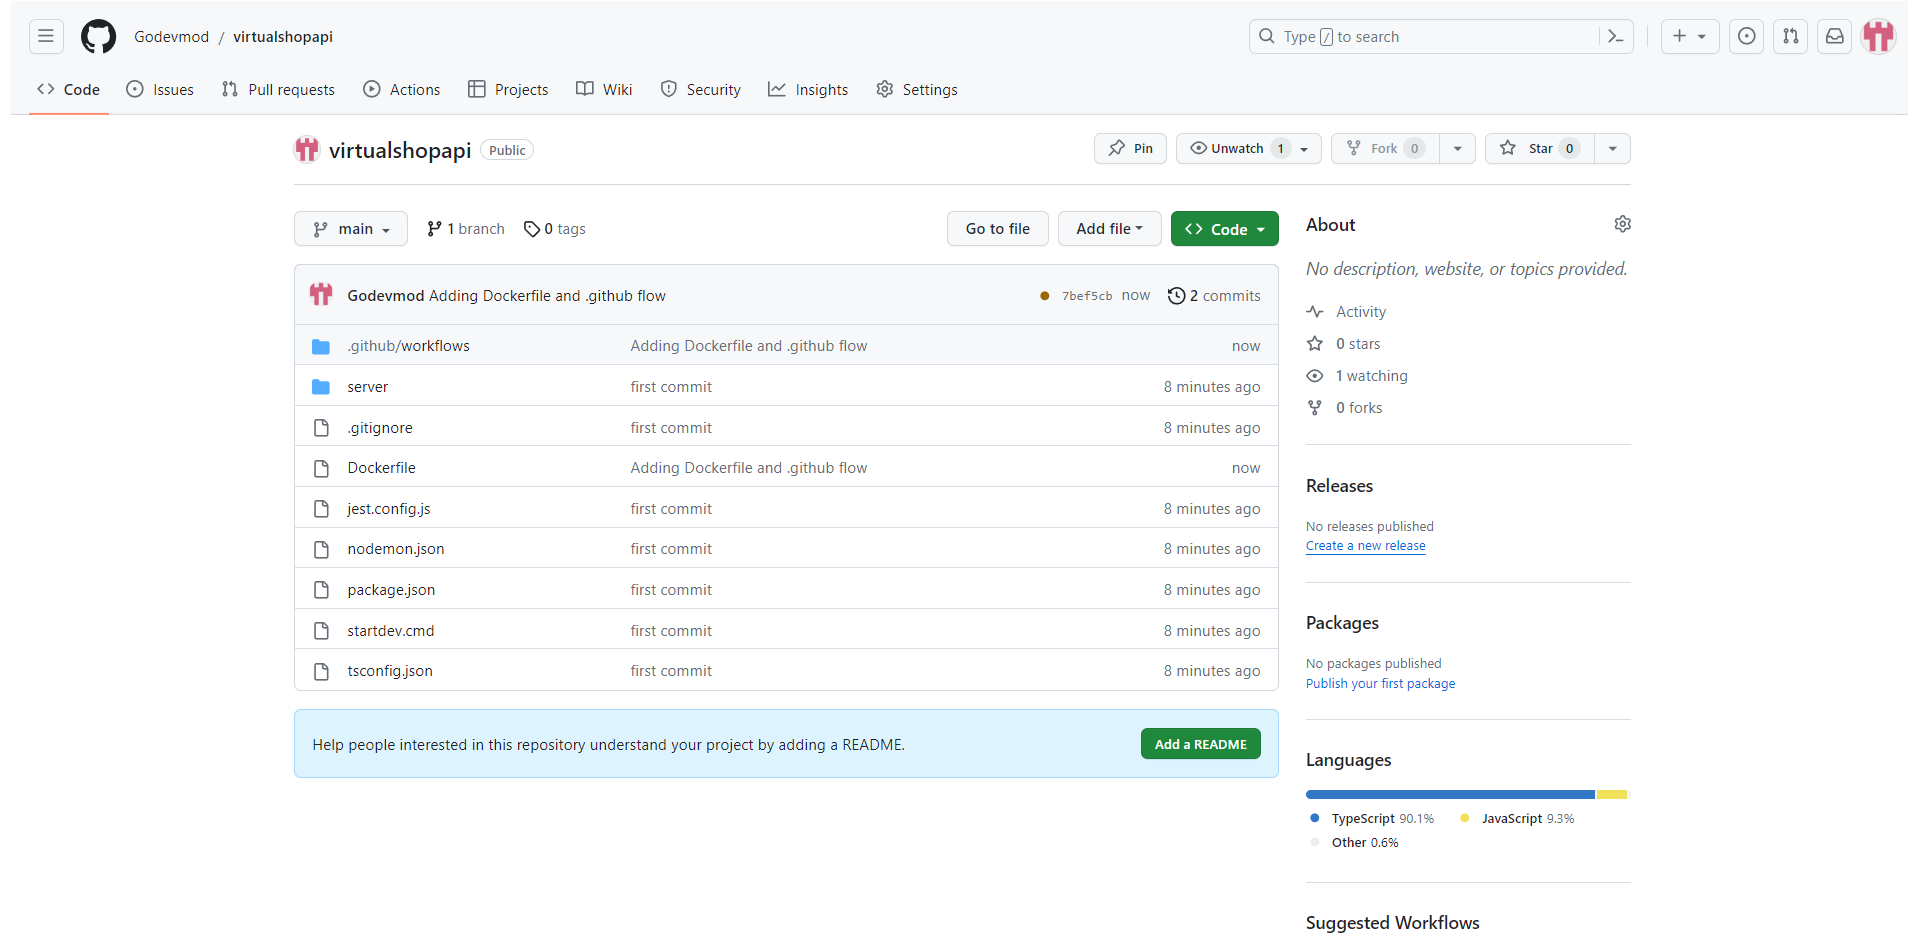 Godevmod / virtualshopapi
Type / to search
Code Issues Pull requests Actions Projects Wiki Security Insights Settings
virtualshopapi Public
Pin Unwatch 1 Fork 0 Star 0
main 1 branch 0 tags
Go to file Add file Code
Godevmod Adding Dockerfile and .github flow 7bef5cb now 2 commits
.github/workflows Adding Dockerfile and .github flow now
server first commit 8 minutes ago
.gitignore first commit 8 minutes ago
Dockerfile Adding Dockerfile and .github flow now
jest.config.js first commit 8 minutes ago
nodemon.json first commit 8 minutes ago
package.json first commit 8 minutes ago
startdev.cmd first commit 8 minutes ago
tsconfig.json first commit 8 minutes ago
Help people interested in this repository understand your project by adding a README.
Add a README
About
No description, website, or topics provided.
Activity
0 stars
1 watching
0 forks
Releases
No releases published
Create a new release
Packages
No packages published
Publish your first package
Languages
TypeScript 90.1% JavaScript 9.3%
Other 0.6%
Suggested Workflows